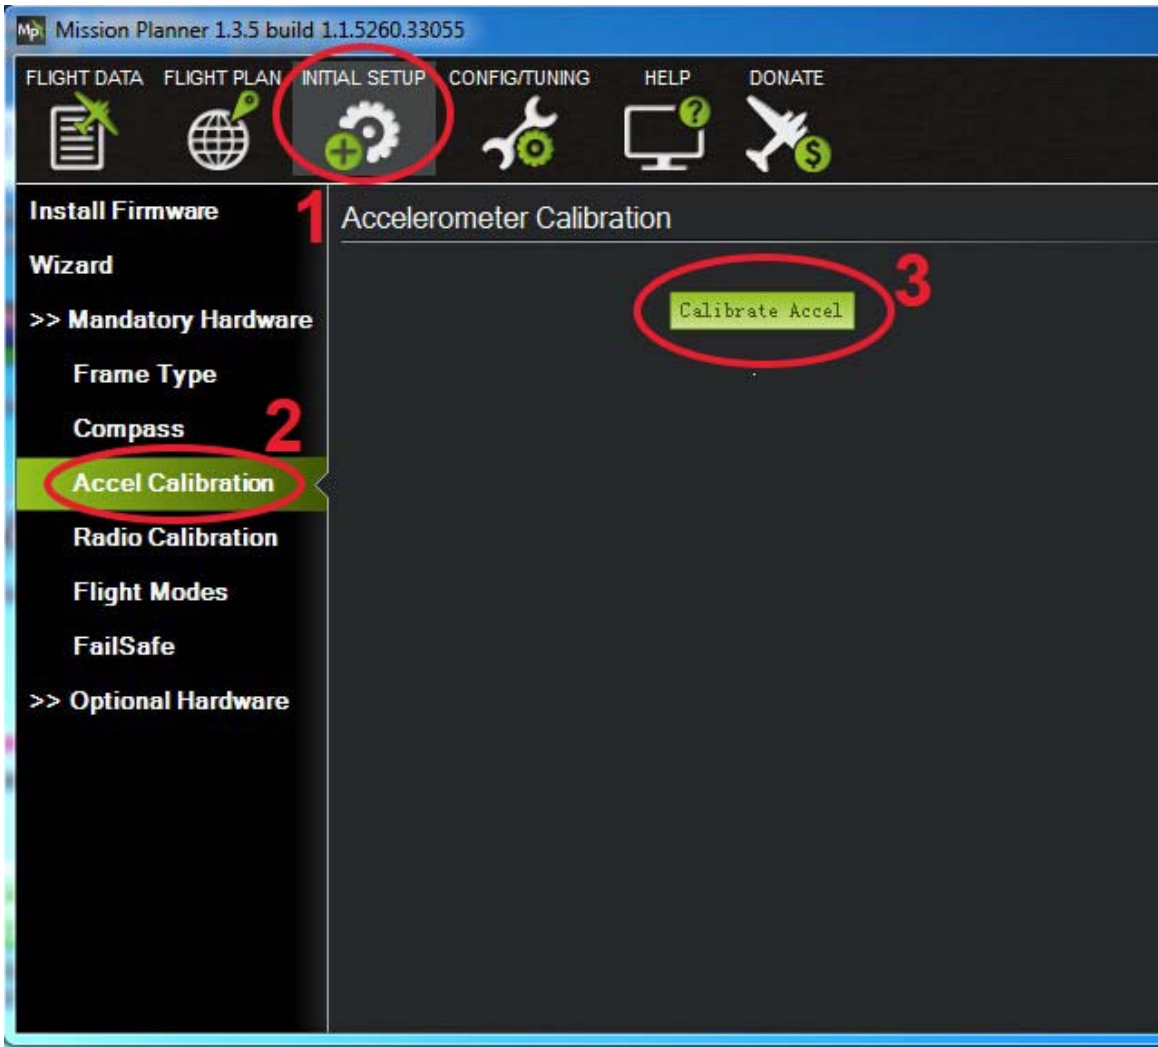 Mp Mission Planner 1.3.5 build 1.1.5260.33055
FLIGHT DATA FLIGHT PLAN INITIAL SETUP CONFIG/TUNING HELP DONATE
?
$
1
Install Firmware
Accelerometer Calibration
Wizard
3
>> Mandatory Hardware
Calibrate Accel
Frame Type
Compass
2
Accel Calibration
Radio Calibration
Flight Modes
FailSafe
>> Optional Hardware